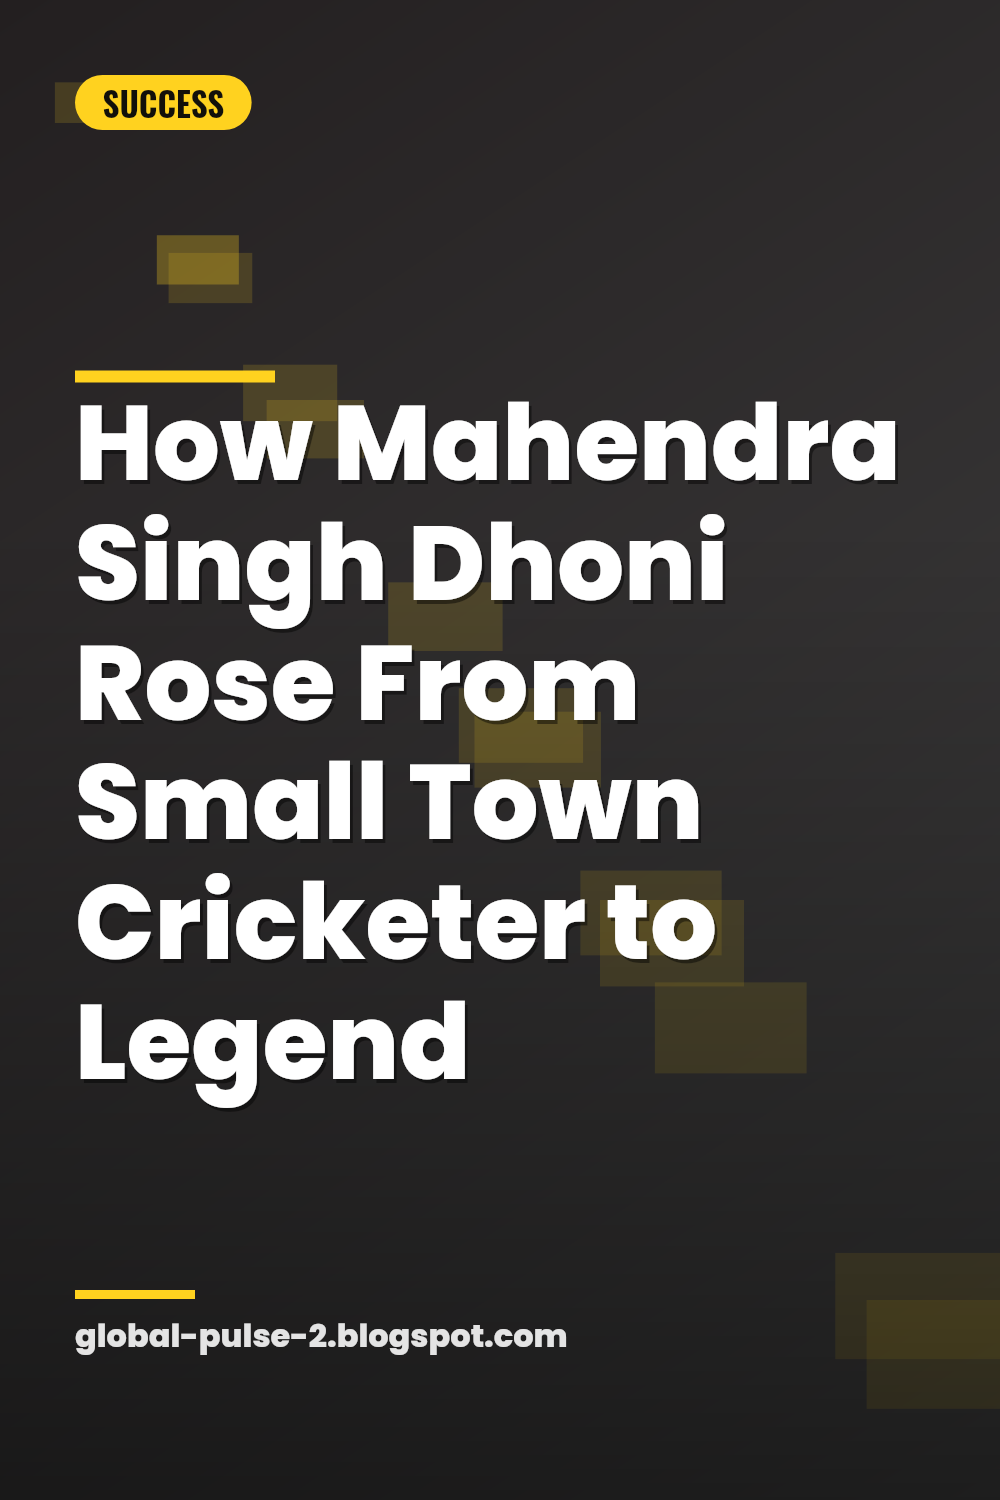 SUCCESS
How Mahendra
Singh Dhoni
Rose From
Small Town
Cricketer to
Legend
global-pulse-2.blogspot.com